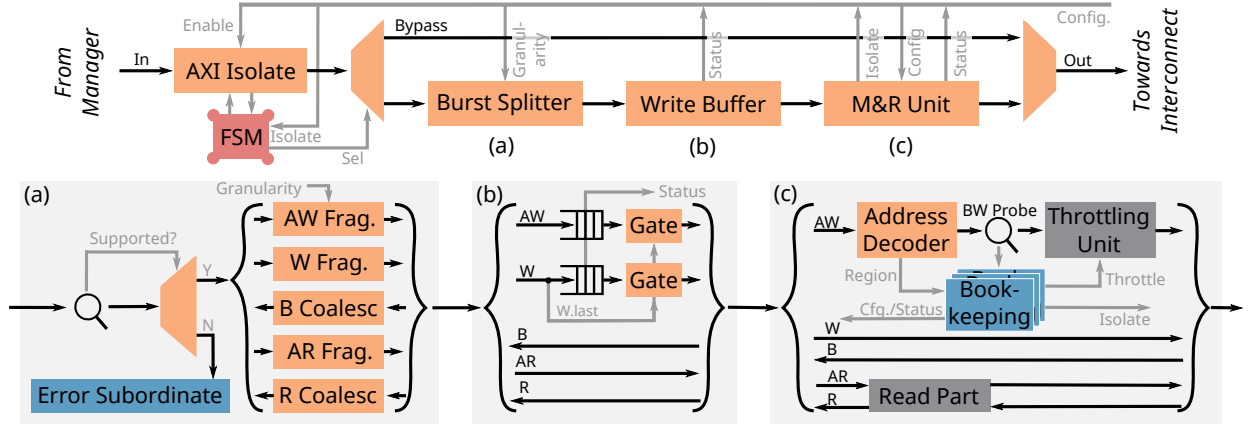 From
Manager
In
Enable
AXI Isolate
FSM
Isolate
Sel
Bypass
Granul-
arity
Burst Splitter
(a)
Status
Write Buffer
(b)
Isolate
Config
Status
M&R Unit
(c)
Config.
Out
Towards
Interconnect
(a)
Granularity
Supported?
Y
N
Error Subordinate
AW Frag.
W Frag.
B Coalesc
AR Frag.
R Coalesc
(b)
Status
AW
Gate
W
Gate
W.last
B
AR
R
(c)
AW
Address
Decoder
BW Probe
Throttling
Unit
Region
Throttle
Book-
keeping
Cfg./Status
Isolate
W
B
AR
R
Read Part